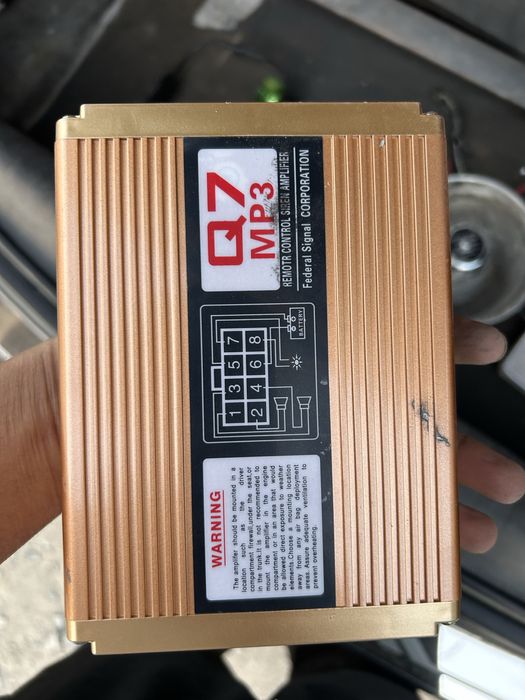 Q7
MP3
REMOTR CONTROL SIREN AMPLIFIER
Federal Signal CORPORATION
BATTERY
7 8
5 6
3 4
1 2
WARNING
The amplifer should be mounted in a
location such as the driver
compartment firewall,under the seat,or
in the trunk.It is not recommended to
mount the amplifier in the engine
compartment or in an area that would
be allowed direct exposure to weather
elements.Choose a mounting location
away from any air bag deployment
areas. Assure adequate ventilation to
prevent overheating.